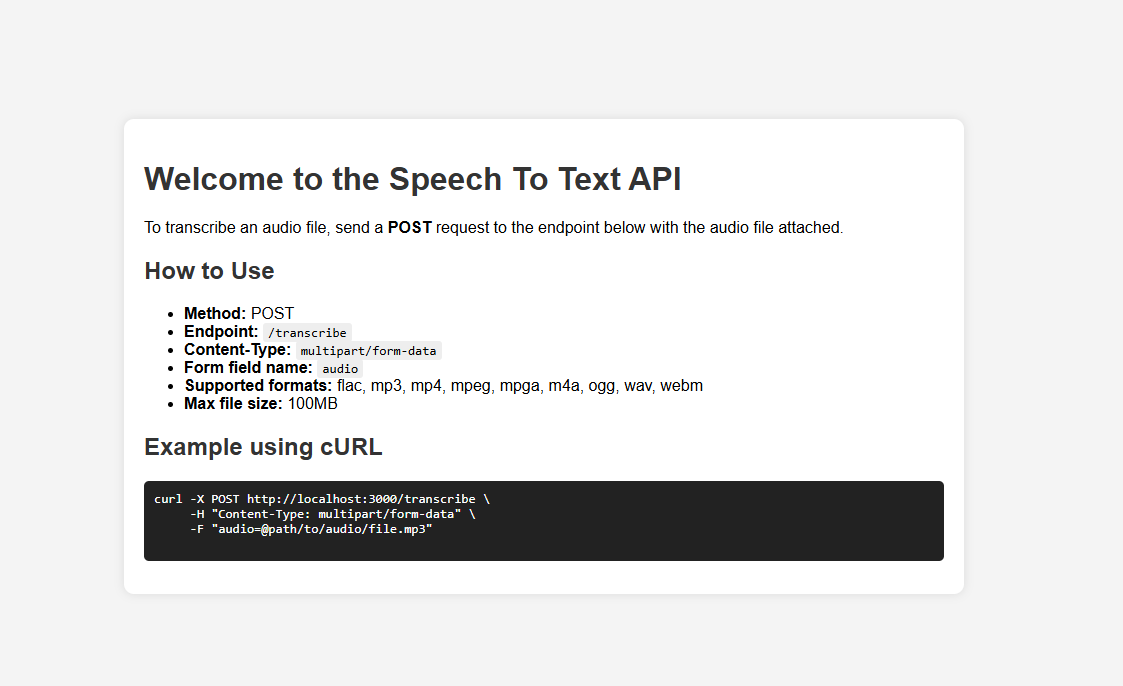 Welcome to the Speech To Text API
To transcribe an audio file, send a POST request to the endpoint below with the audio file attached.
How to Use
• Method: POST
• Endpoint: /transcribe
• Content-Type: multipart/form-data
• Form field name: audio
• Supported formats: flac, mp3, mp4, mpeg, mpga, m4a, ogg, wav, webm
• Max file size: 100MB
Example using cURL
curl -X POST http://localhost:3000/transcribe \
     -H "Content-Type: multipart/form-data" \
     -F "audio=@path/to/audio/file.mp3"